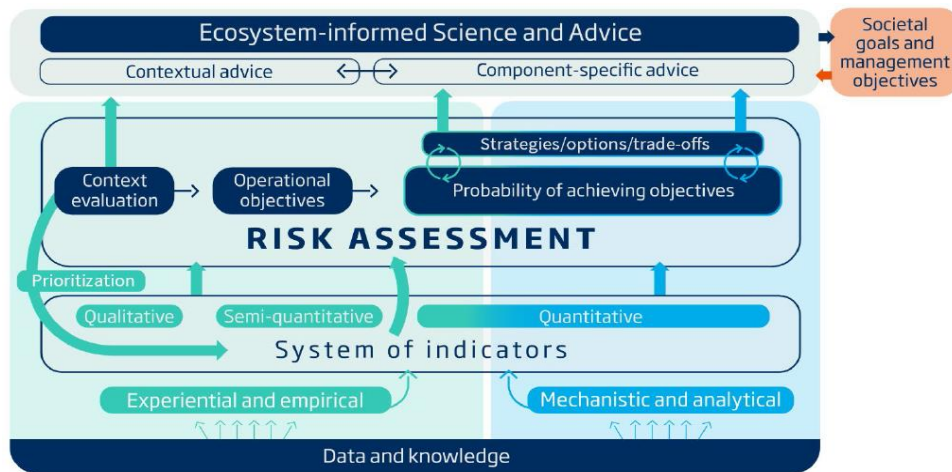 Ecosystem-informed Science and Advice
Societal
goals and
management
objectives
Contextual advice
Component-specific advice
Strategies/options/trade-offs
Context
evaluation
Operational
objectives
Probability of achieving objectives
RISK ASSESSMENT
Prioritization
Qualitative
Semi-quantitative
Quantitative
System of indicators
Experiential and empirical
Mechanistic and analytical
Data and knowledge